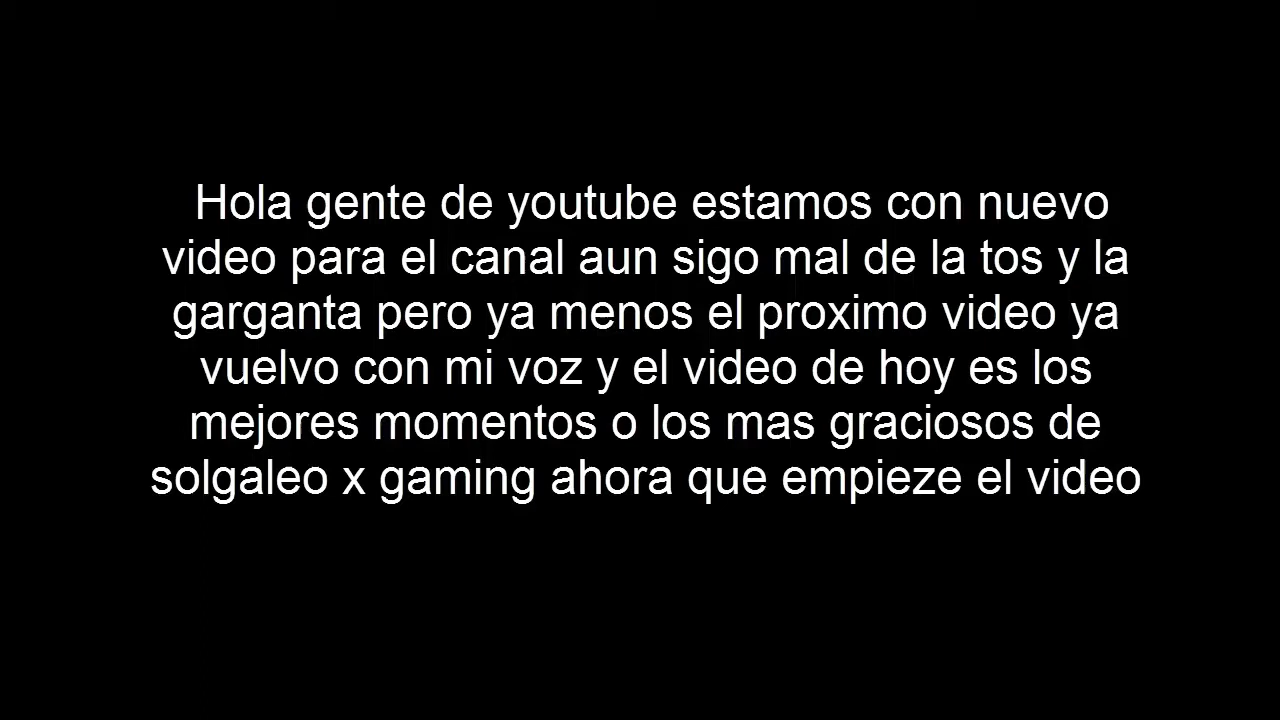 Hola gente de youtube estamos con nuevo
video para el canal aun sigo mal de la tos y la
garganta pero ya menos el proximo video ya
vuelvo con mi voz y el video de hoy es los
mejores momentos o los mas graciosos de
solgaleo x gaming ahora que empieze el video